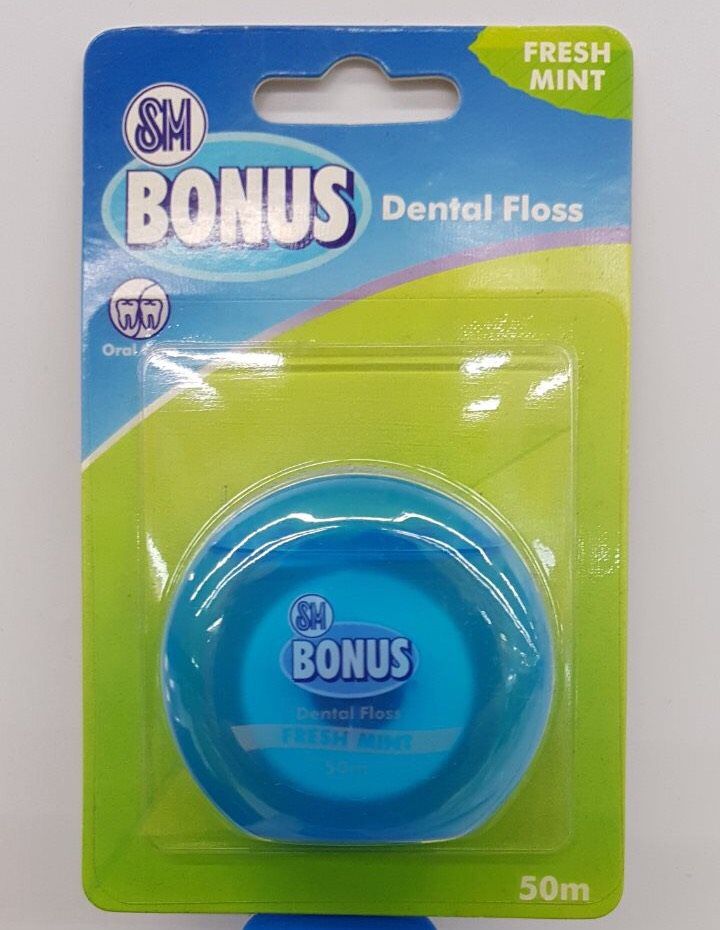 FRESH
MINT
SM
BONUS
Dental Floss
Oral
SM
BONUS
Dental Floss
FRESH MINT
50m
50m